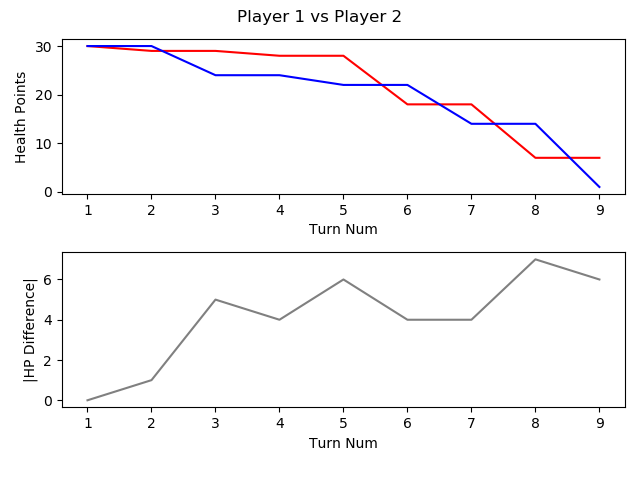 Player 1 vs Player 2
30
20
10
0
Health Points
1 2 3 4 5 6 7 8 9
Turn Num
6
4
2
0
|HP Difference|
1 2 3 4 5 6 7 8 9
Turn Num